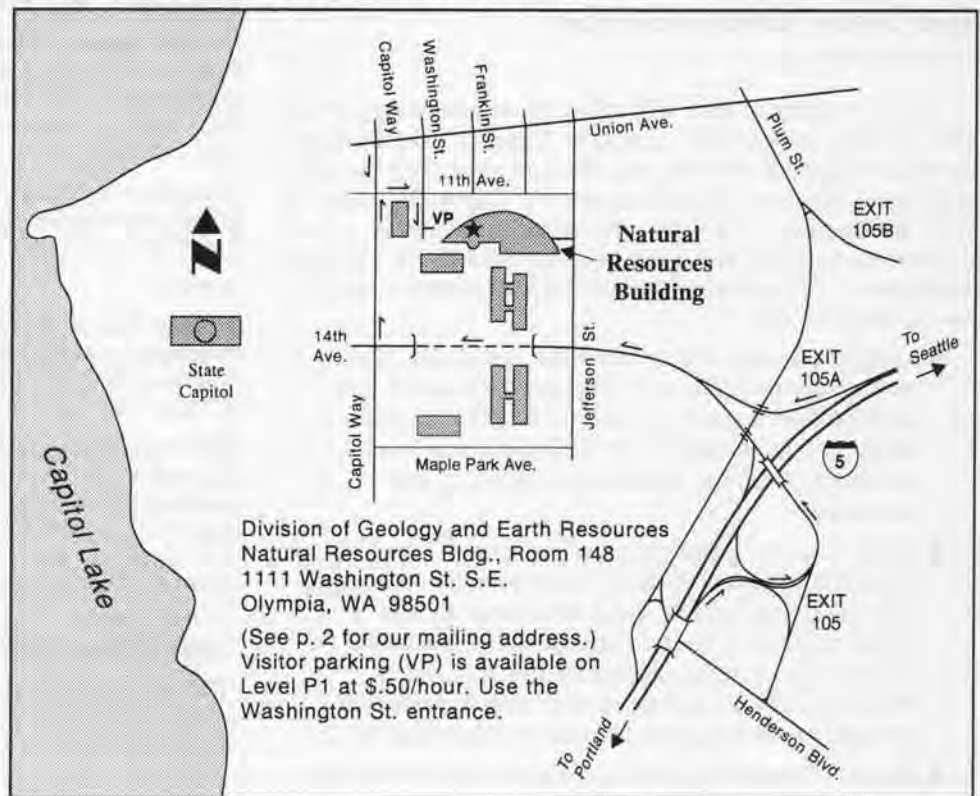 Capitol Way
Washington St.
Franklin St.
Union Ave.
Plum St.
11th Ave.
VP
EXIT
105B
Natural
Resources
Building
N
State
Capitol
14th
Ave.
Jefferson St.
EXIT
105A
To
Seattle
5
Capitol Way
Maple Park Ave.
Capitol Lake
Division of Geology and Earth Resources
Natural Resources Bldg., Room 148
1111 Washington St. S.E.
Olympia, WA 98501
(See p. 2 for our mailing address.)
Visitor parking (VP) is available on
Level P1 at $.50/hour. Use the
Washington St. entrance.
EXIT
105
Henderson Blvd.
To
Portland